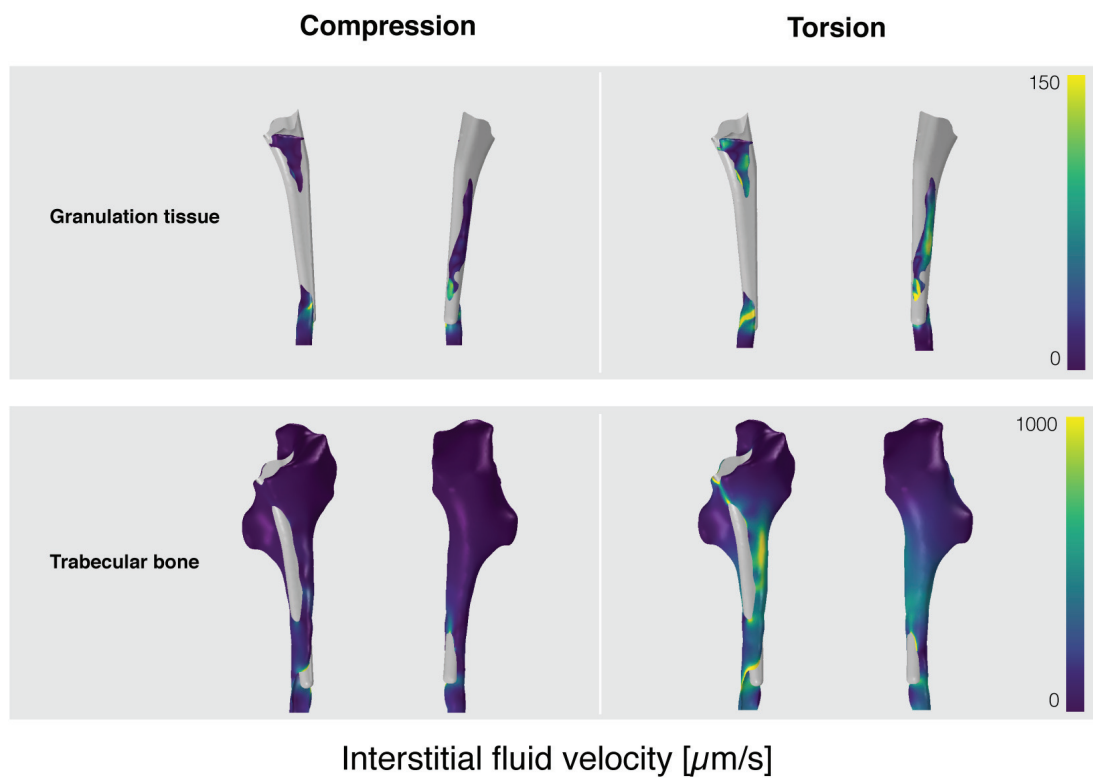 Compression
Torsion
150
Granulation tissue
0
1000
Trabecular bone
0
Interstitial fluid velocity [µm/s]